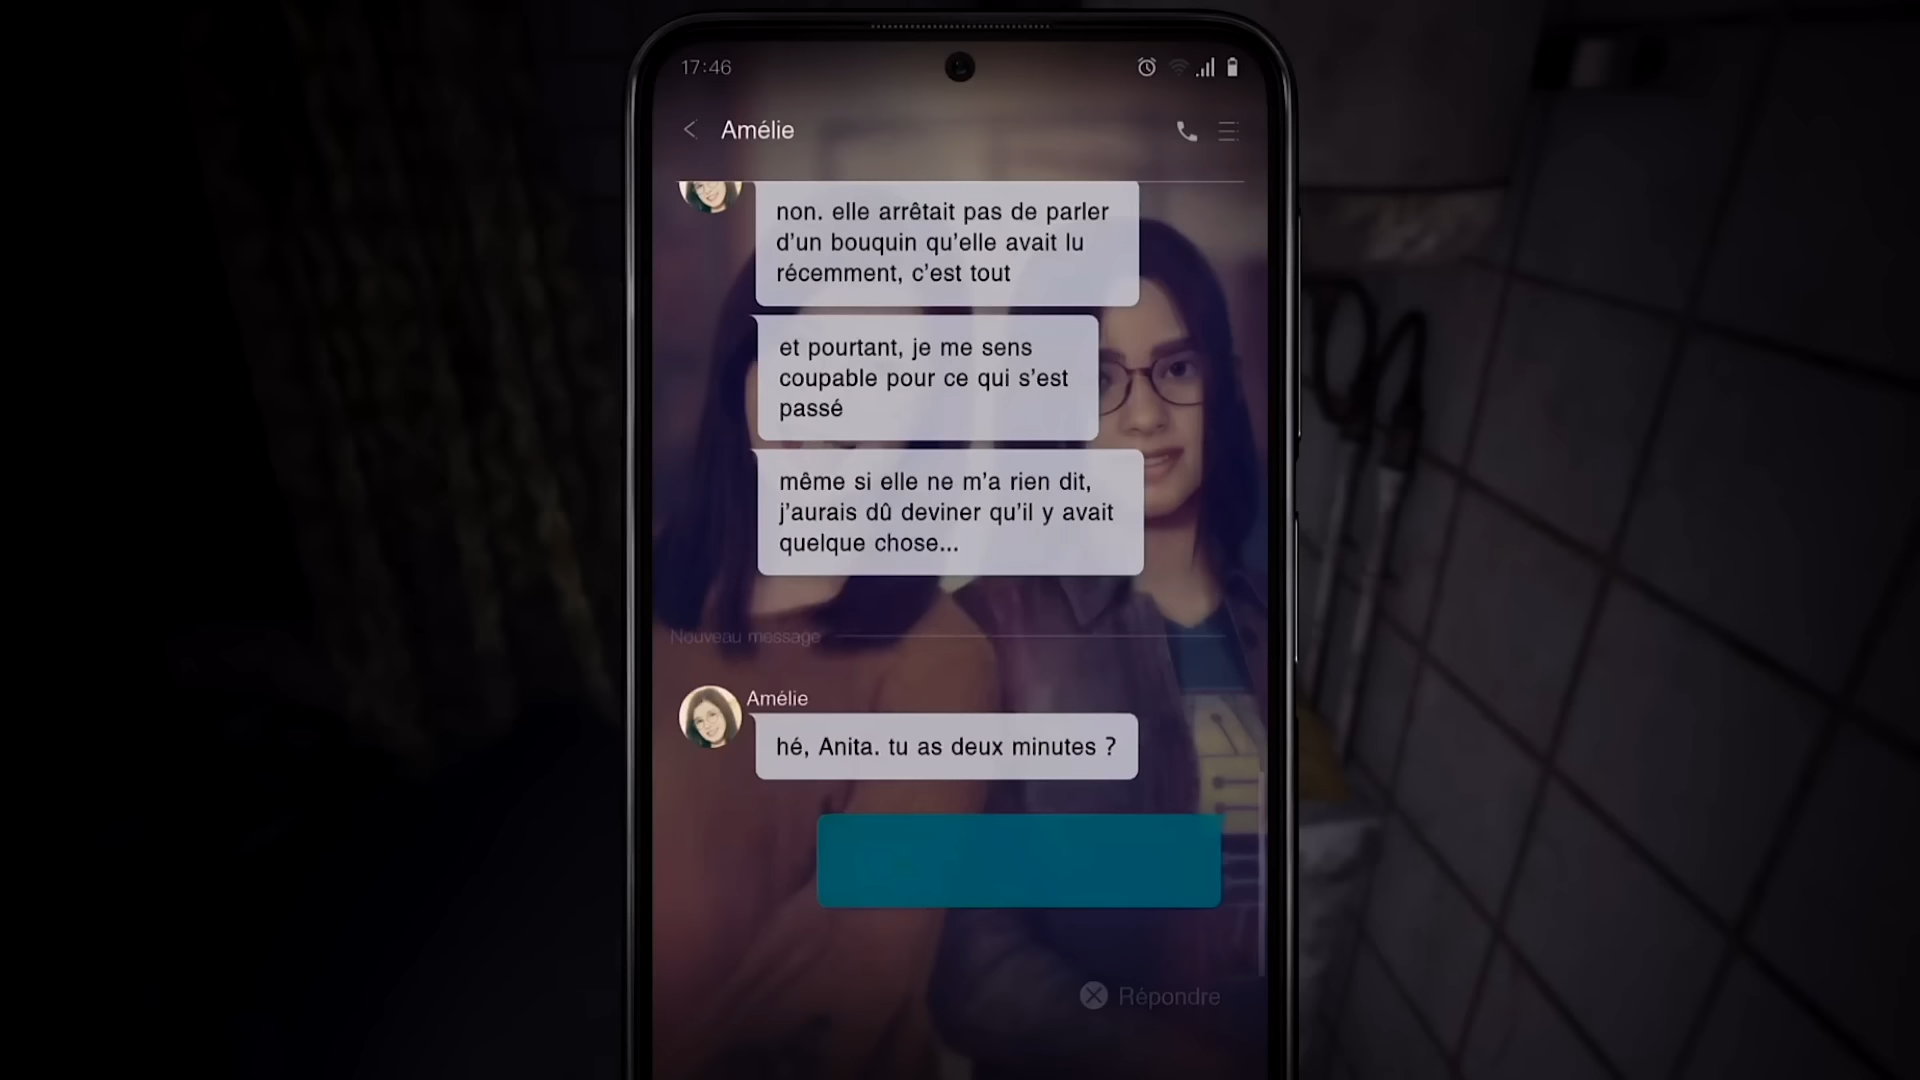 17:46
Amélie
non. elle arrêtait pas de parler
d'un bouquin qu'elle avait lu
récemment, c'est tout
et pourtant, je me sens
coupable pour ce qui s'est
passé
même si elle ne m'a rien dit,
j'aurais dû deviner qu'il y avait
quelque chose...
Nouveau message
Amélie
hé, Anita. tu as deux minutes ?
Répondre